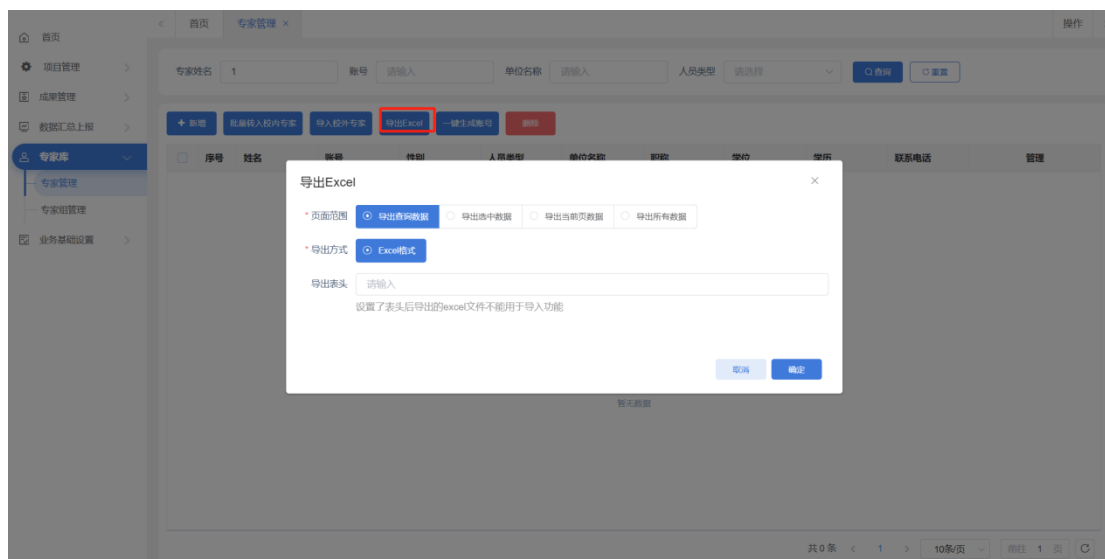 首页
项目管理
成果管理
数据汇总上报
专家库
专家管理
专家组管理
业务基础设置
« 首页 专家管理 × 操作
专家姓名 1 账号 请输入 单位名称 请输入 人员类型 请选择 查询 重置
+ 新增 批量转入校内专家 导入校外专家 导出Excel 一键生成账号 删除
序号 姓名 账号 性别 人员类型 单位名称 职称 学位 学历 联系电话 管理
导出Excel ×
* 页面范围 导出查询数据 导出选中数据 导出当前页数据 导出所有数据
* 导出方式 Excel格式
导出表头 请输入
设置了表头后导出的excel文件不能用于导入功能
取消 确定
暂无数据
共 0 条 < 1 > 10条/页 前往 1 页